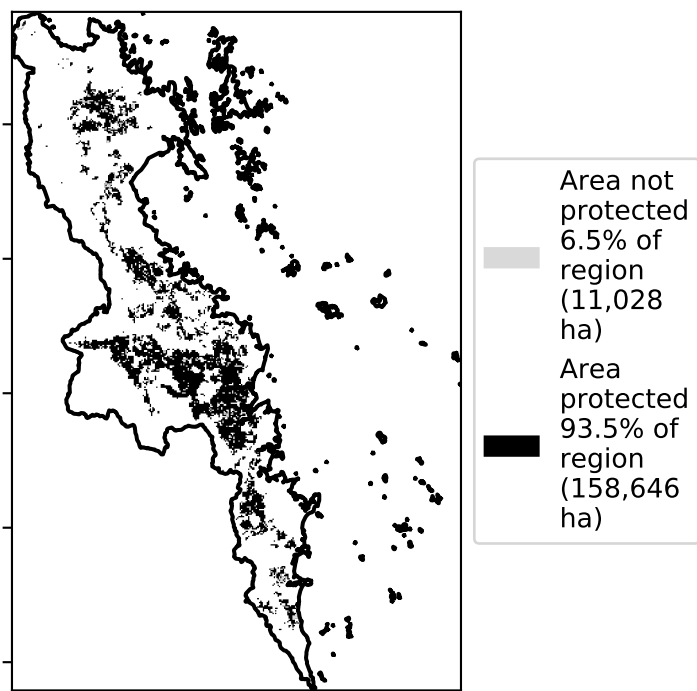 Area not
protected
6.5% of
region
(11,028
ha)
Area
protected
93.5% of
region
(158,646
ha)